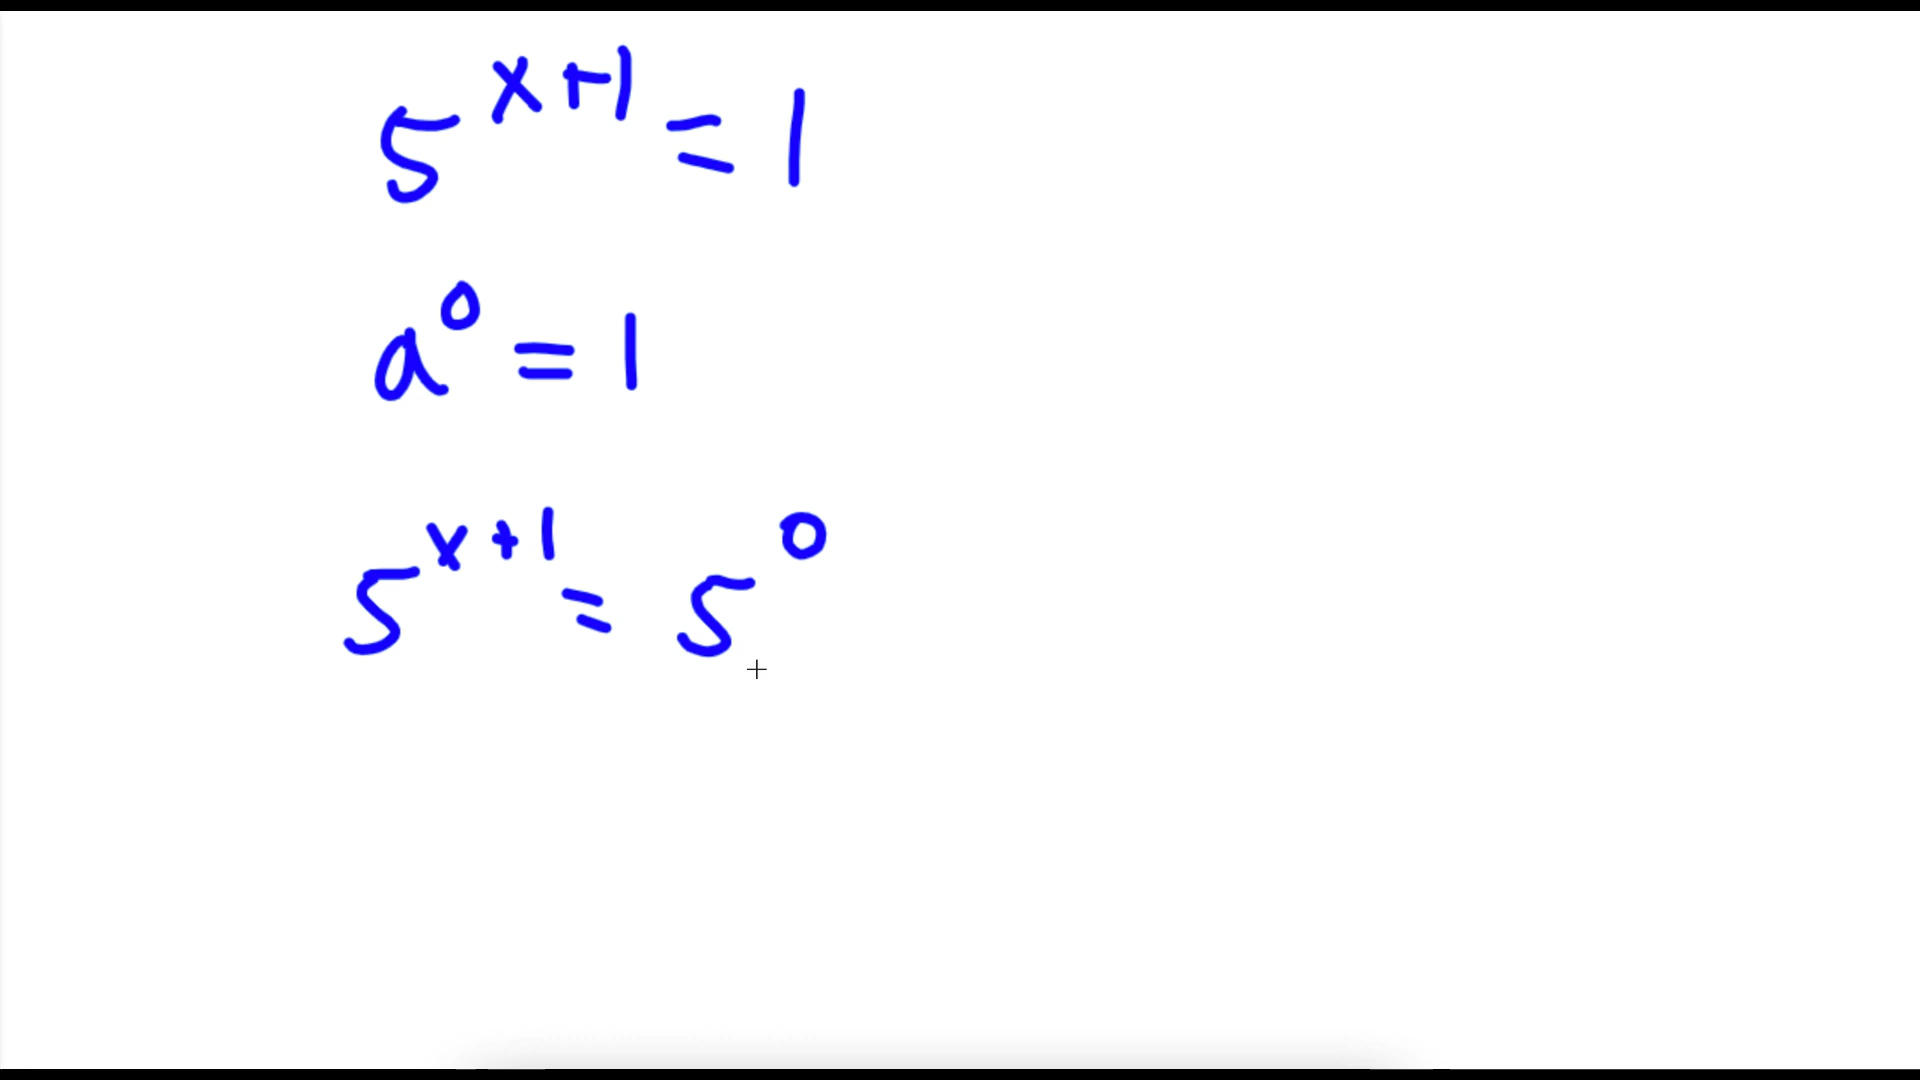 5^{x+1} = 1
a^0 = 1
5^{x+1} = 5^0